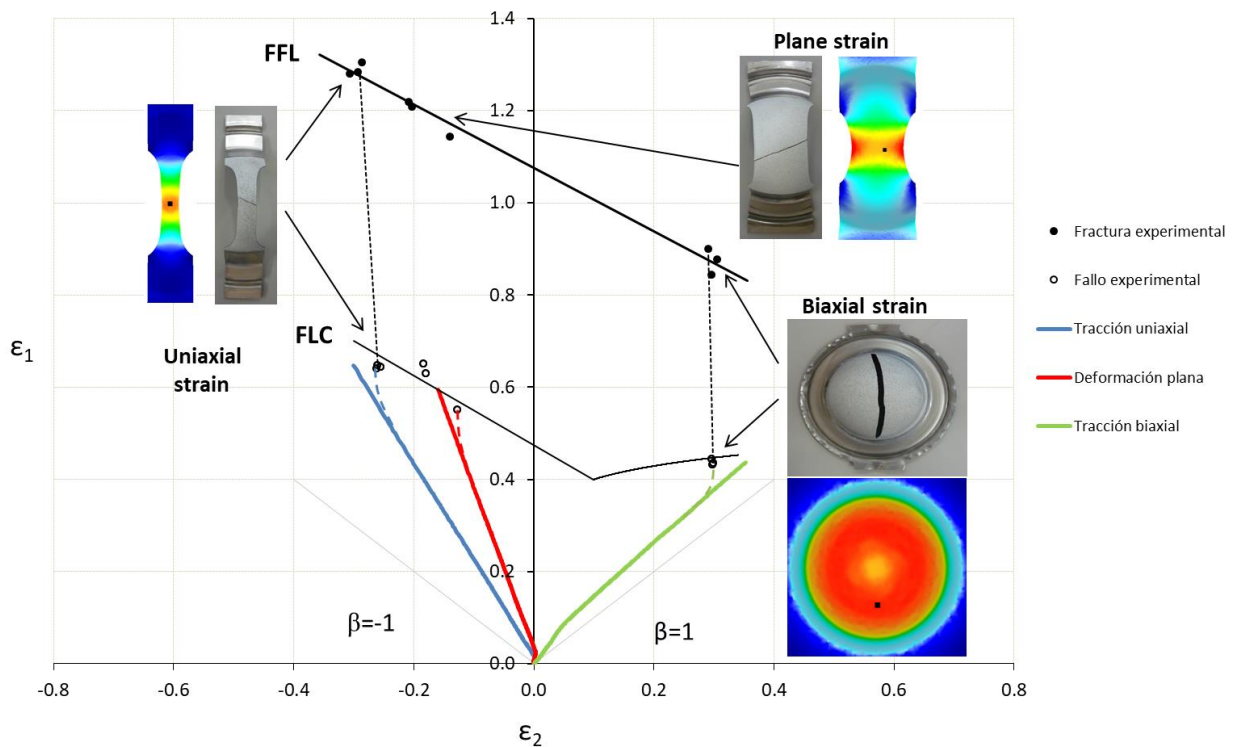 1.4
Plane strain
FFL
1.2
1.0
Fractura experimental
Fallo experimental
0.8
Biaxial strain
FLC
Tracción uniaxial
ε1
Uniaxial
strain
0.6
Deformación plana
Tracción biaxial
0.4
0.2
β=-1
β=1
0.0
-0.8
-0.6
-0.4
-0.2
0.0
0.2
0.4
0.6
0.8
ε2